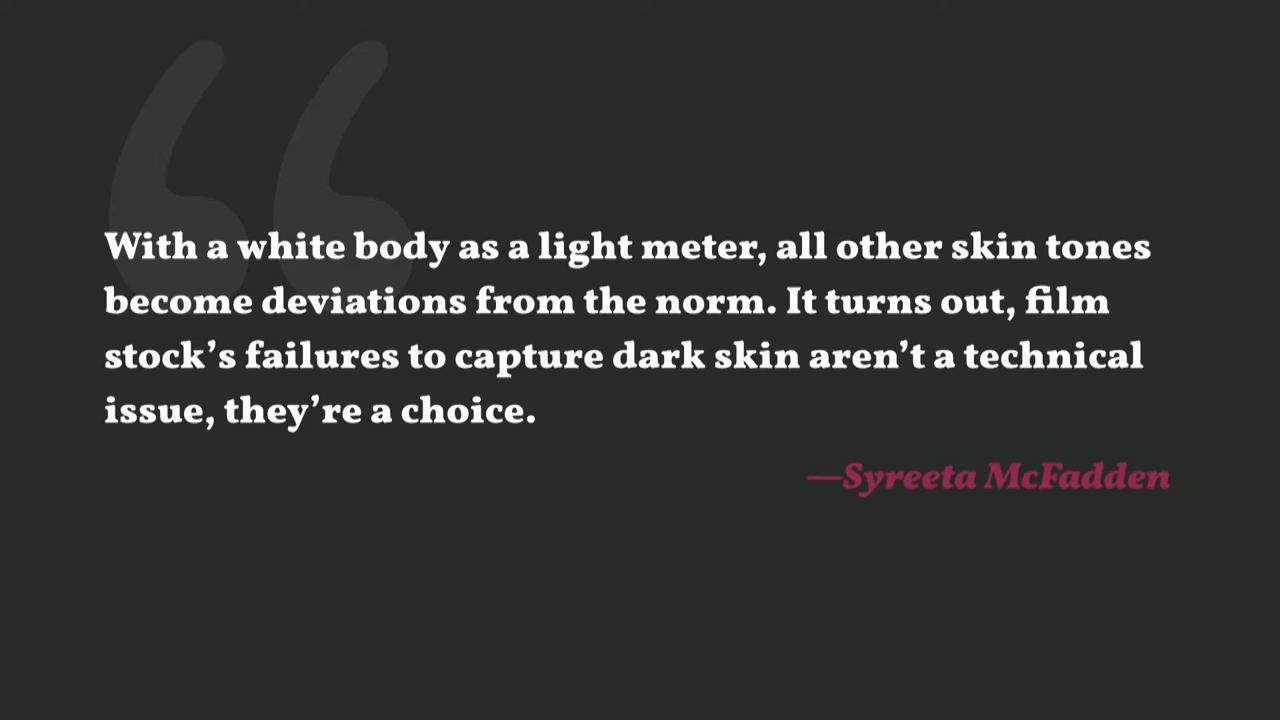 With a white body as a light meter, all other skin tones
become deviations from the norm. It turns out, film
stock’s failures to capture dark skin aren’t a technical
issue, they’re a choice.
—Syreeta McFadden